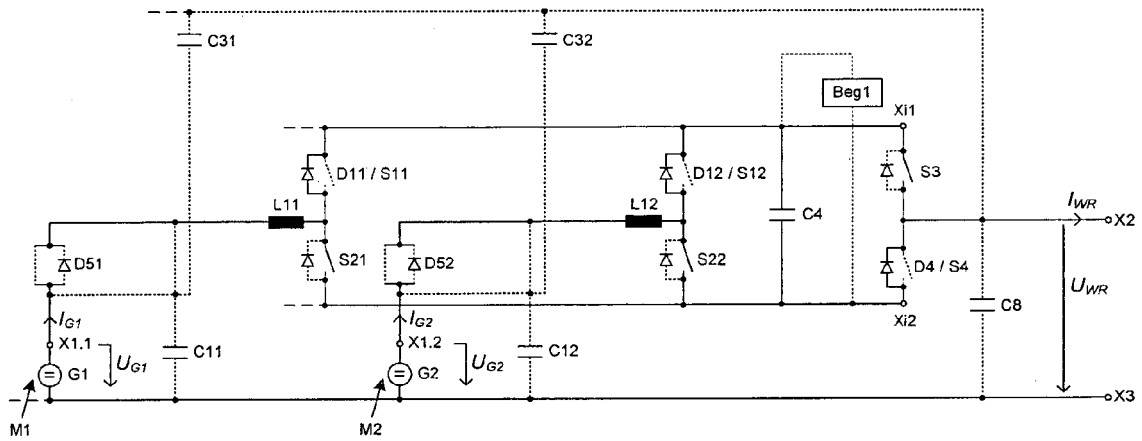 C31
C32
Beg1
Xi1
D11 / S11
D12 / S12
S3
L11
L12
C4
I_WR
X2
D51
S21
D52
S22
D4 / S4
U_WR
Xi2
C8
I_G1
I_G2
X1.1
C11
X1.2
C12
U_G1
U_G2
G1
G2
X3
M1
M2